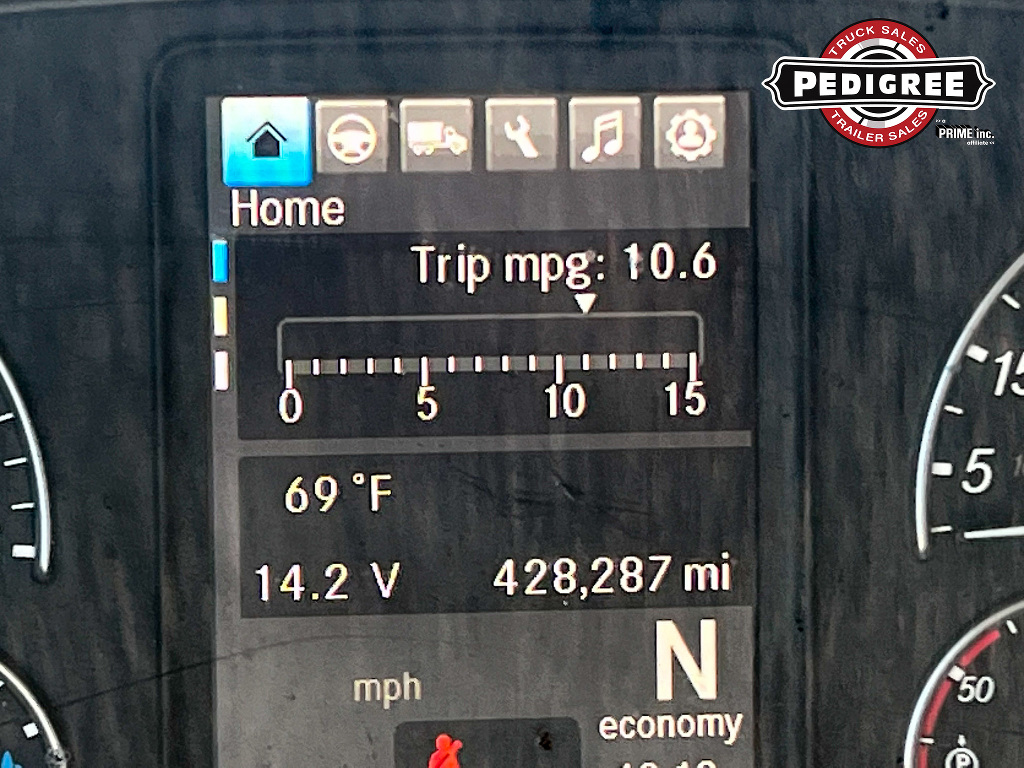 TRUCK SALES
PEDIGREE
TRAILER SALES
PRIME inc.
affiliate
Home
Trip mpg: 10.6
0 5 10 15
69 °F
14.2 V 428,287 mi
N
mph
economy
15
5
50
P